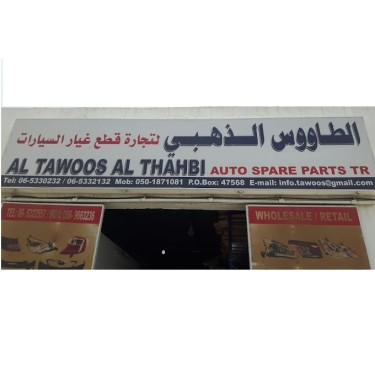 الطاووس الذهبي لتجارة قطع غيار السيارات
AL TAWOOS AL THAHBI AUTO SPARE PARTS TR
Tel: 06-5330232 / 06-5332132 Mob: 050-1871081 P.O.Box: 47568 E-mail: info.tawoos@gmail.com
WHOLESALE / RETAIL